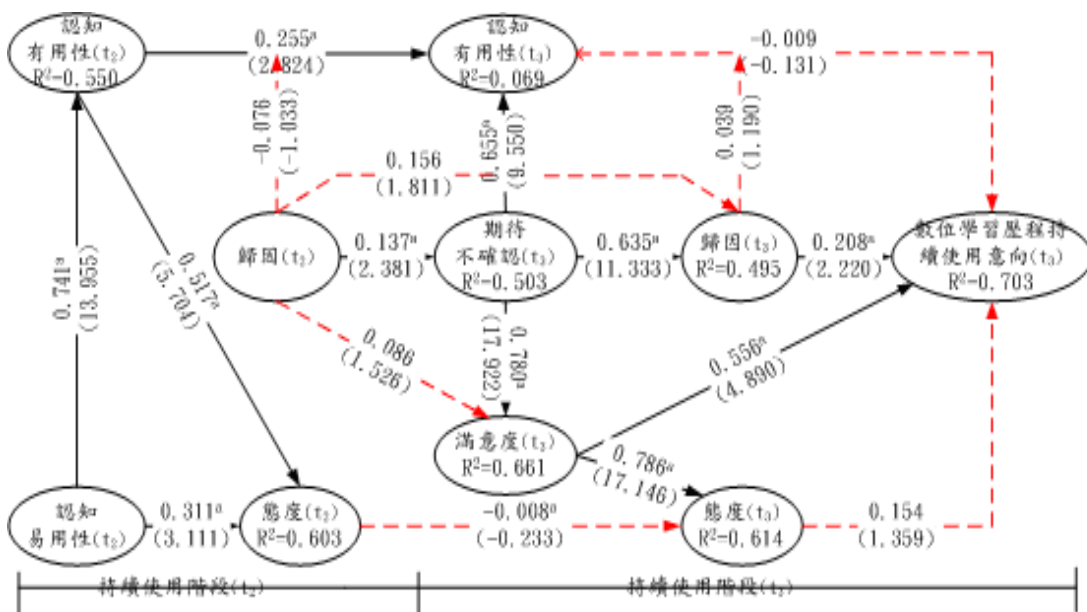 認知
有用性(t₂)
R²=0.550
0.255ª
(2.824)
認知
有用性(t₃)
R²=0.069
-0.009
(-0.131)
-0.076
(-1.033)
0.659ª
(9.550)
0.039
(1.190)
0.156
(1.811)
0.741ª
(13.955)
0.517ª
(5.704)
歸因(t₂)
0.137ª
(2.381)
期待
不確認(t₃)
R²=0.503
0.635ª
(11.333)
歸因(t₃)
R²=0.495
0.208ª
(2.220)
數位學習歷程持
續使用意向(t₃)
R²=0.703
0.086
(1.526)
0.780ª
(17.922)
0.556ª
(4.890)
滿意度(t₃)
R²=0.661
0.786ª
(17.146)
認知
易用性(t₂)
0.311ª
(3.111)
態度(t₂)
R²=0.603
-0.008ª
(-0.233)
態度(t₃)
R²=0.614
0.154
(1.359)
持續使用階段(t₂)
持續使用階段(t₃)